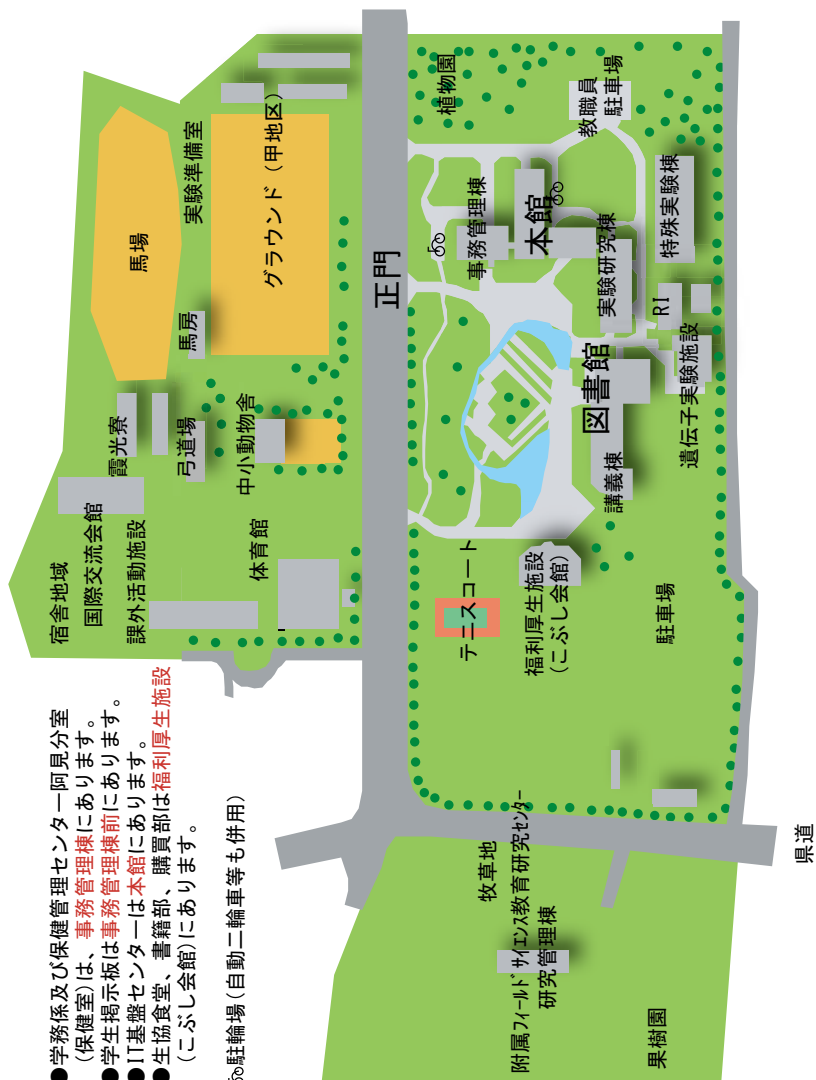 ●学務係及び保健管理センター阿見分室
(保健室)は、事務管理棟にあります。
●学生掲示板は事務管理棟前にあります。
●IT基盤センターは本館にあります。
●生協食堂、書籍部、購買部は福利厚生施設
(こぶし会館)にあります。
駐輪場(自動二輪車等も併用)
宿舎地域
国際交流会館
課外活動施設
霞光寮
馬場
弓道場
馬房
実験準備室
中小動物舎
体育館
グラウンド(甲地区)
正門
植物園
事務管理棟
テニスコート
本館
教職員
駐車場
福利厚生施設
(こぶし会館)
図書館
実験研究棟
講義棟
駐車場
RI
特殊実験棟
遺伝子実験施設
牧草地
附属フィールドサイエンス教育研究センター
研究管理棟
果樹園
県道